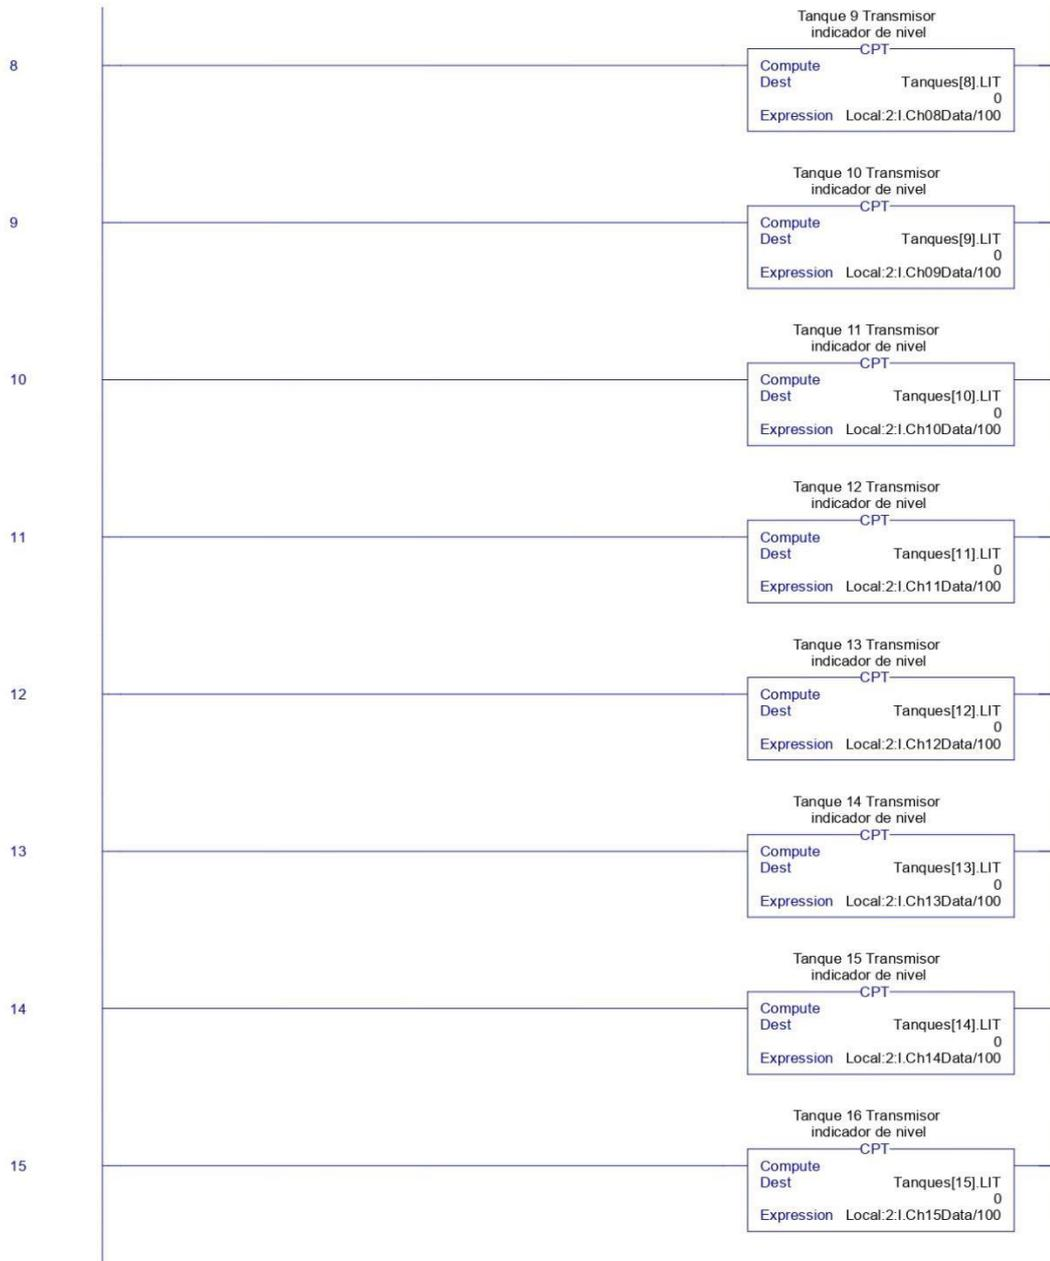 Tanque 9 Transmisor
indicador de nivel
CPT
8
Compute
Dest Tanques[8].LIT
0
Expression Local:2:I.Ch08Data/100
Tanque 10 Transmisor
indicador de nivel
CPT
9
Compute
Dest Tanques[9].LIT
0
Expression Local:2:I.Ch09Data/100
Tanque 11 Transmisor
indicador de nivel
CPT
10
Compute
Dest Tanques[10].LIT
0
Expression Local:2:I.Ch10Data/100
Tanque 12 Transmisor
indicador de nivel
CPT
11
Compute
Dest Tanques[11].LIT
0
Expression Local:2:I.Ch11Data/100
Tanque 13 Transmisor
indicador de nivel
CPT
12
Compute
Dest Tanques[12].LIT
0
Expression Local:2:I.Ch12Data/100
Tanque 14 Transmisor
indicador de nivel
CPT
13
Compute
Dest Tanques[13].LIT
0
Expression Local:2:I.Ch13Data/100
Tanque 15 Transmisor
indicador de nivel
CPT
14
Compute
Dest Tanques[14].LIT
0
Expression Local:2:I.Ch14Data/100
Tanque 16 Transmisor
indicador de nivel
CPT
15
Compute
Dest Tanques[15].LIT
0
Expression Local:2:I.Ch15Data/100